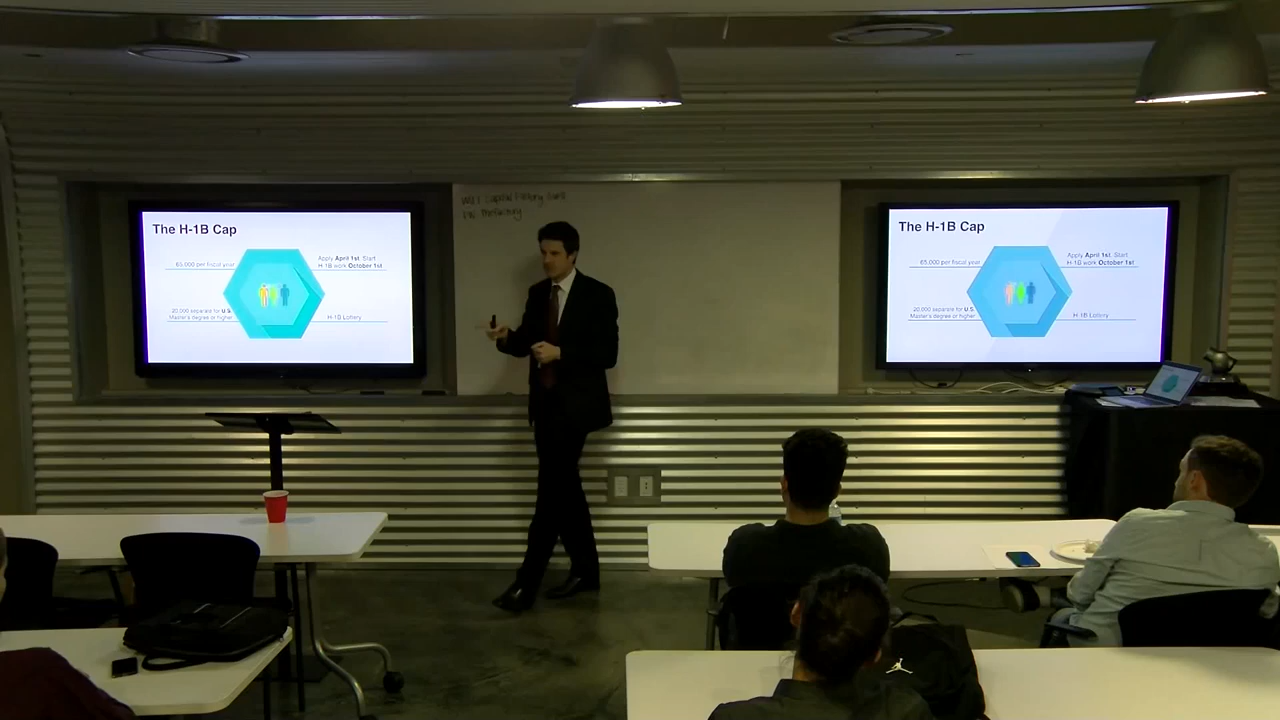 The H-1B Cap
65,000 per fiscal year
Apply April 1st. Start
H-1B work October 1st
20,000 separate for U.S.
Master's degree or higher
H-1B Lottery
The H-1B Cap
65,000 per fiscal year
Apply April 1st. Start
H-1B work October 1st
20,000 separate for U.S.
Master's degree or higher
H-1B Lottery